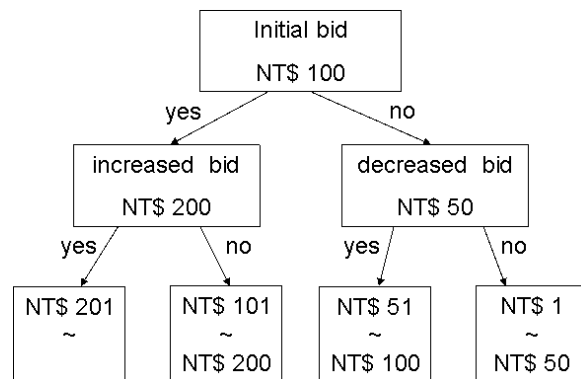 Initial bid
NT$ 100
yes
no
increased bid
NT$ 200
decreased bid
NT$ 50
yes
no
yes
no
NT$ 201
~
NT$ 101
~
NT$ 200
NT$ 51
~
NT$ 100
NT$ 1
~
NT$ 50